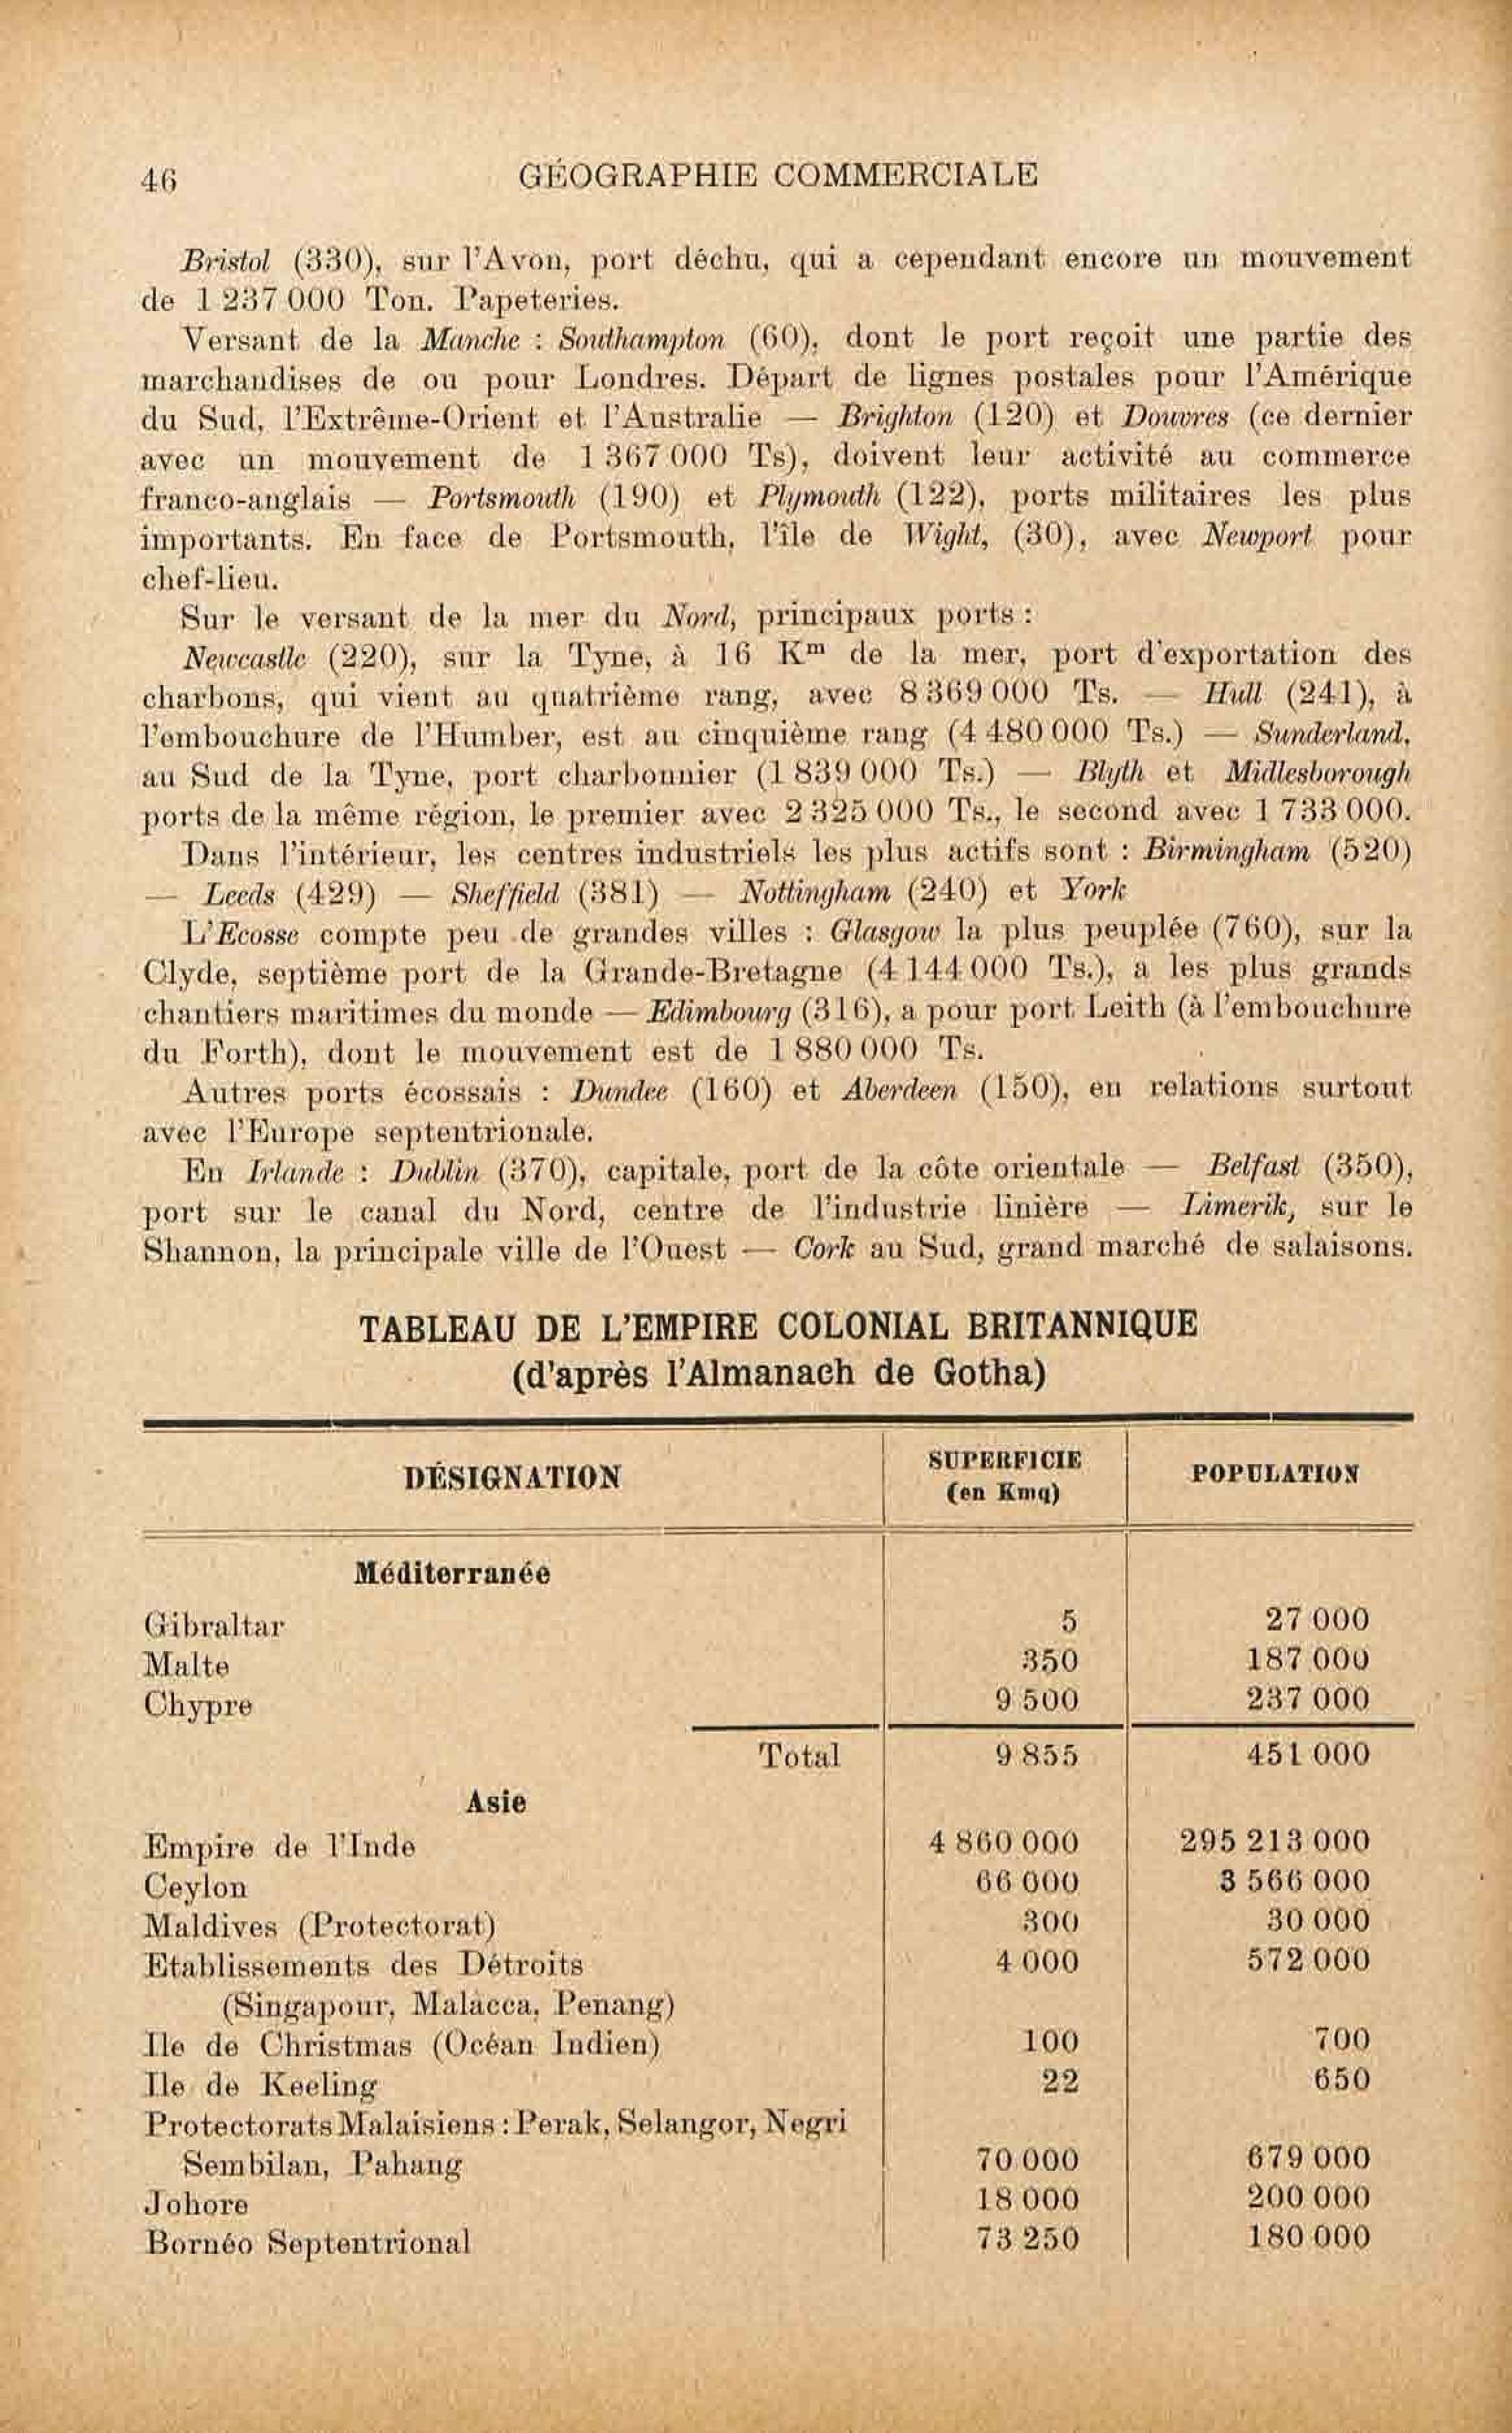 46
GÉOGRAPHIE COMMERCIALE
Bristol (330), sur l'Avon, port déchu, qui a cependant encore un mouvement
de 1 237 000 Ton. Papeteries.
Versant de la Manche : Southampton (60), dont le port reçoit une partie des
marchandises de ou pour Londres. Départ de lignes postales pour l'Amérique
du Sud, l'Extrême-Orient et l'Australie — Brighton (120) et Douvres (ce dernier
avec un mouvement de 1 367 000 Ts), doivent leur activité au commerce
franco-anglais — Portsmouth (190) et Plymouth (122), ports militaires les plus
importants. En face de Portsmouth, l'île de Wight, (30), avec Newport pour
chef-lieu.
Sur le versant de la mer du Nord, principaux ports :
Newcastle (220), sur la Tyne, à 16 Km de la mer, port d'exportation des
charbons, qui vient au quatrième rang, avec 8 369 000 Ts. — Hull (241), à
l'embouchure de l'Humber, est au cinquième rang (4 480 000 Ts.) — Sunderland,
au Sud de la Tyne, port charbonnier (1 839 000 Ts.) — Blyth et Midlesborough
ports de la même région, le premier avec 2 325 000 Ts., le second avec 1 733 000.
Dans l'intérieur, les centres industriels les plus actifs sont : Birmingham (520)
— Leeds (429) — Sheffield (381) — Nottingham (240) et York
L'Ecosse compte peu de grandes villes : Glasgow la plus peuplée (760), sur la
Clyde, septième port de la Grande-Bretagne (4 144 000 Ts.), a les plus grands
chantiers maritimes du monde — Edimbourg (316), a pour port Leith (à l'embouchure
du Forth), dont le mouvement est de 1 880 000 Ts.
Autres ports écossais : Dundee (160) et Aberdeen (150), en relations surtout
avec l'Europe septentrionale.
En Irlande : Dublin (370), capitale, port de la côte orientale — Belfast (350),
port sur le canal du Nord, centre de l'industrie linière — Limerik, sur le
Shannon, la principale ville de l'Ouest — Cork au Sud, grand marché de salaisons.
TABLEAU DE L'EMPIRE COLONIAL BRITANNIQUE
(d'après l'Almanach de Gotha)
DÉSIGNATION SUPERFICIE (en Kmq) POPULATION
Méditerranée
Gibraltar 5 27 000
Malte 350 187 000
Chypre 9 500 237 000
Total 9 855 451 000
Asie
Empire de l'Inde 4 860 000 295 213 000
Ceylon 66 000 3 566 000
Maldives (Protectorat) 300 30 000
Etablissements des Détroits 4 000 572 000
(Singapour, Malacca, Penang)
Ile de Christmas (Océan Indien) 100 700
Ile de Keeling 22 650
Protectorats Malaisiens : Perak, Selangor, Negri
Sembilan, Pahang 70 000 679 000
Johore 18 000 200 000
Bornéo Septentrional 73 250 180 000